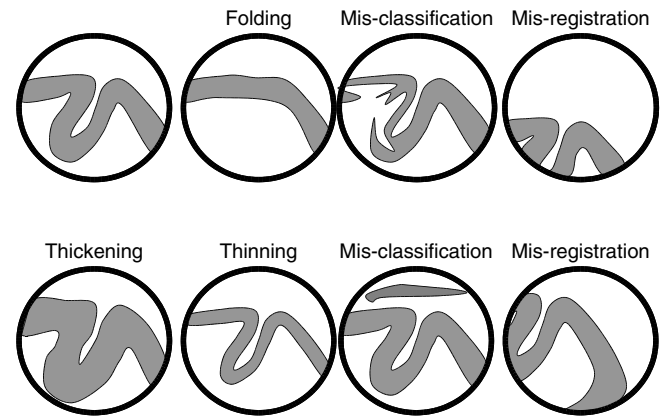 Folding
Mis-classification
Mis-registration
Thickening
Thinning
Mis-classification
Mis-registration